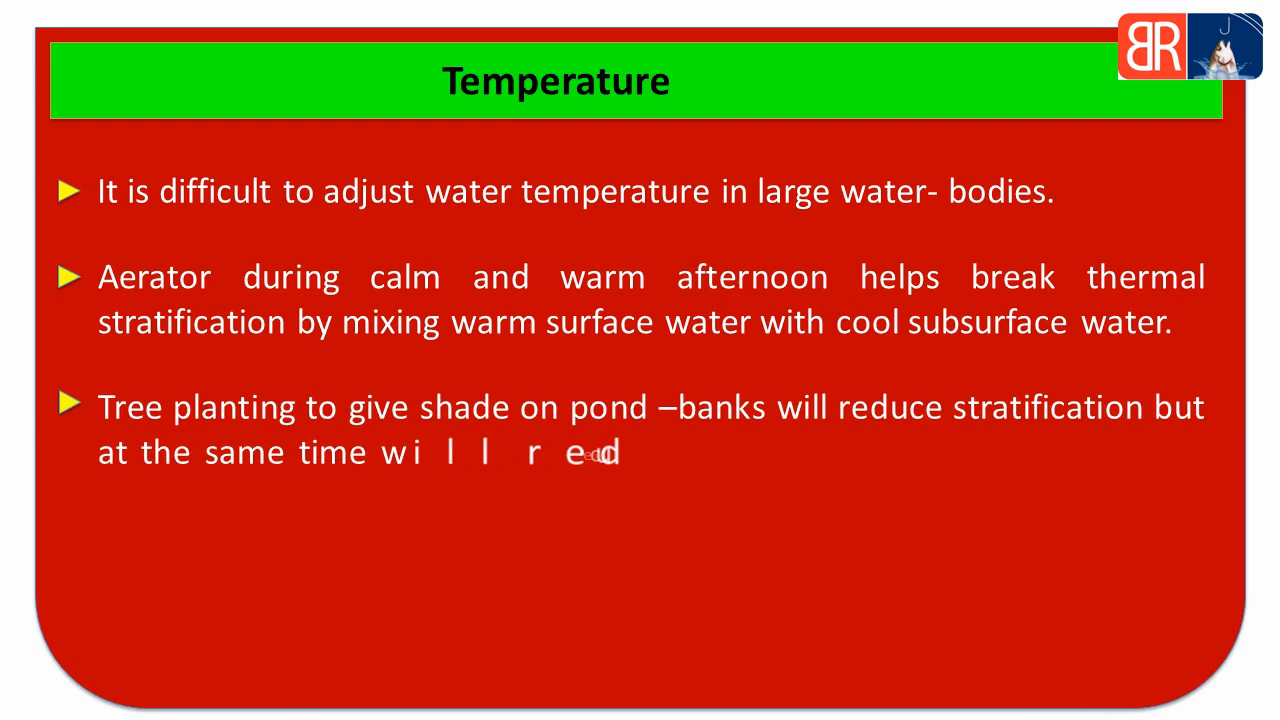 BR
Temperature
It is difficult to adjust water temperature in large water- bodies.
Aerator during calm and warm afternoon helps break thermal
stratification by mixing warm surface water with cool subsurface water.
Tree planting to give shade on pond –banks will reduce stratification but
at the same time will